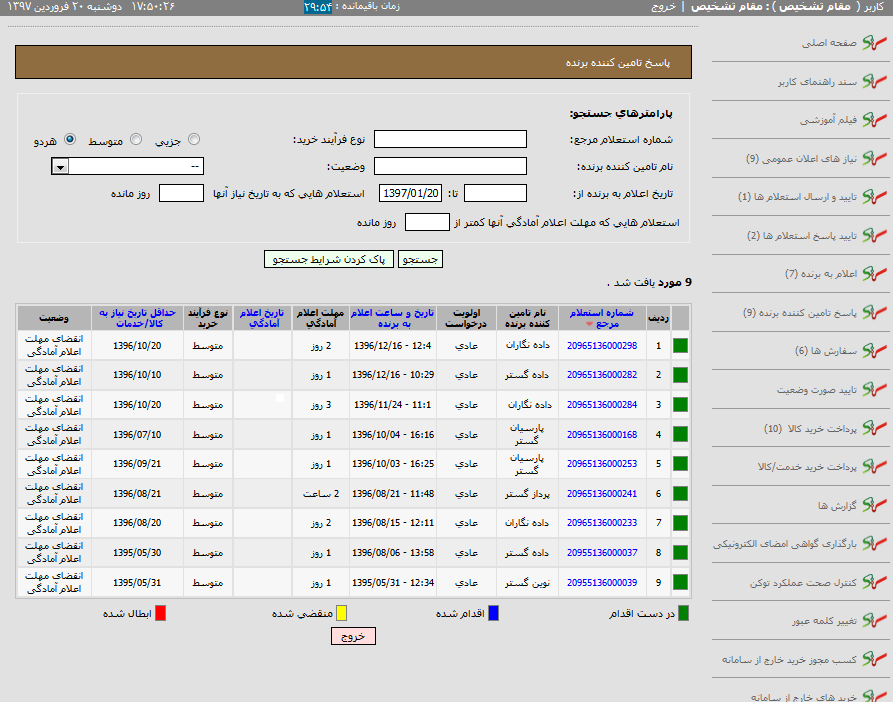 کاربر ( مقام تشخیص ) : مقام تشخیص | خروج
زمان باقیمانده : ۲۹:۵۴
۱۷:۵۰:۲۶ دوشنبه ۲۰ فروردین ۱۳۹۷
صفحه اصلی
سند راهنمای کاربر
فیلم آموزشی
نیاز های اعلان عمومی (9)
تایید و ارسال استعلام ها (1)
تایید پاسخ استعلام ها (2)
اعلام به برنده (7)
پاسخ تامین کننده برنده (9)
سفارش ها (6)
تایید صورت وضعیت
پرداخت خرید کالا (10)
پرداخت خرید خدمت/کالا
گزارش ها
بارگذاری گواهی امضای الکترونیکی
کنترل صحت عملکرد توکن
تغییر کلمه عبور
کسب مجوز خرید خارج از سامانه
خرید های خارج از سامانه
پاسخ تامین کننده برنده
پارامترهای جستجو:
شماره استعلام مرجع: نوع فرآیند خرید: جزیی متوسط هردو
نام تامین کننده برنده: وضعیت: --
تاریخ اعلام به برنده از: تا: 1397/01/20 استعلام هایی که به تاریخ نیاز آنها روز مانده
استعلام هایی که مهلت اعلام آمادگی آنها کمتر از روز مانده
جستجو پاک کردن شرایط جستجو
9 مورد یافت شد .
ردیف شماره استعلام مرجع نام تامین کننده برنده اولویت درخواست تاریخ و ساعت اعلام به برنده مهلت اعلام آمادگی تاریخ اعلام آمادگی نوع فرآیند خرید حداقل تاریخ نیاز به کالا/خدمات وضعیت
1 20965136000298 داده نگاران عادي 12:4 - 1396/12/16 2 روز متوسط 1396/10/20 انقضای مهلت اعلام آمادگی
2 20965136000282 داده گستر عادي 10:29 - 1396/12/16 1 روز متوسط 1396/10/10 انقضای مهلت اعلام آمادگی
3 20965136000284 داده نگاران عادي 11:1 - 1396/11/24 3 روز متوسط 1396/10/20 انقضای مهلت اعلام آمادگی
4 20965136000168 پارسیان گستر عادي 16:16 - 1396/10/04 1 روز متوسط 1396/07/10 انقضای مهلت اعلام آمادگی
5 20965136000253 پارسیان گستر عادي 16:25 - 1396/10/03 1 روز متوسط 1396/09/21 انقضای مهلت اعلام آمادگی
6 20965136000241 پرداز گستر عادي 11:48 - 1396/08/21 2 ساعت متوسط 1396/08/21 انقضای مهلت اعلام آمادگی
7 20965136000233 داده نگاران عادي 12:11 - 1396/08/15 2 روز متوسط 1396/08/20 انقضای مهلت اعلام آمادگی
8 20955136000037 داده گستر عادي 13:58 - 1396/08/06 1 روز متوسط 1395/05/30 انقضای مهلت اعلام آمادگی
9 20955136000039 نوین گستر عادي 12:34 - 1395/05/31 1 روز متوسط 1395/05/31 انقضای مهلت اعلام آمادگی
در دست اقدام اقدام شده منقضی شده ابطال شده
خروج